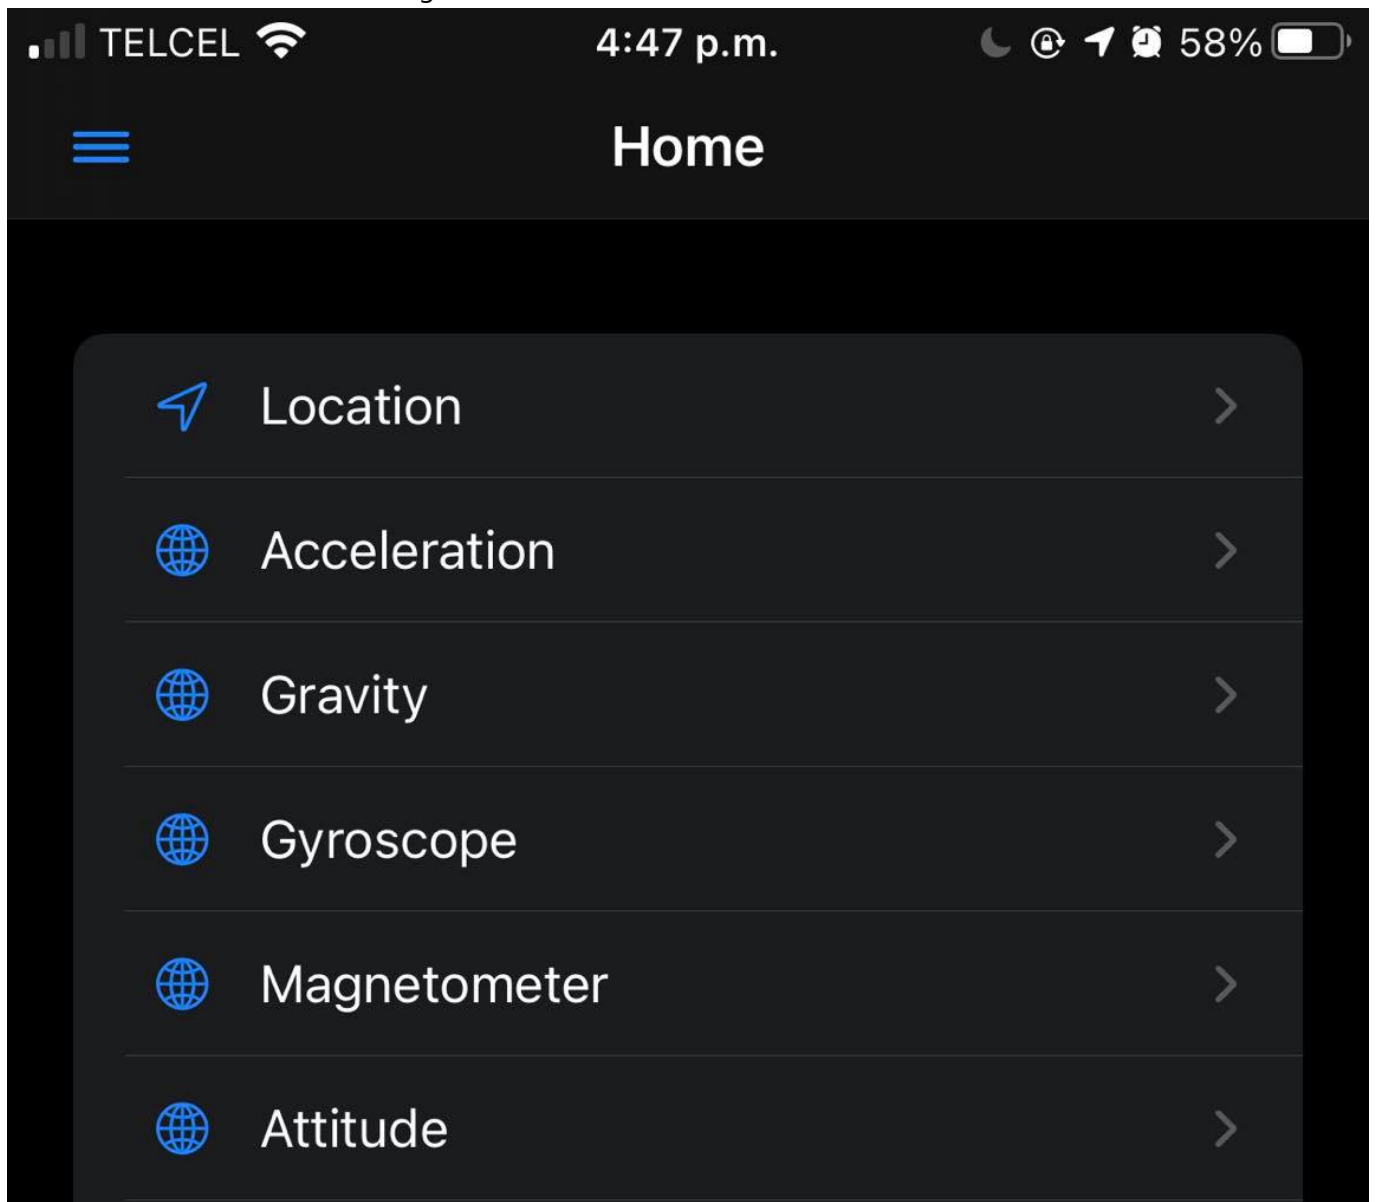 TELCEL 4:47 p.m. 58%
Home
Location
Acceleration
Gravity
Gyroscope
Magnetometer
Attitude